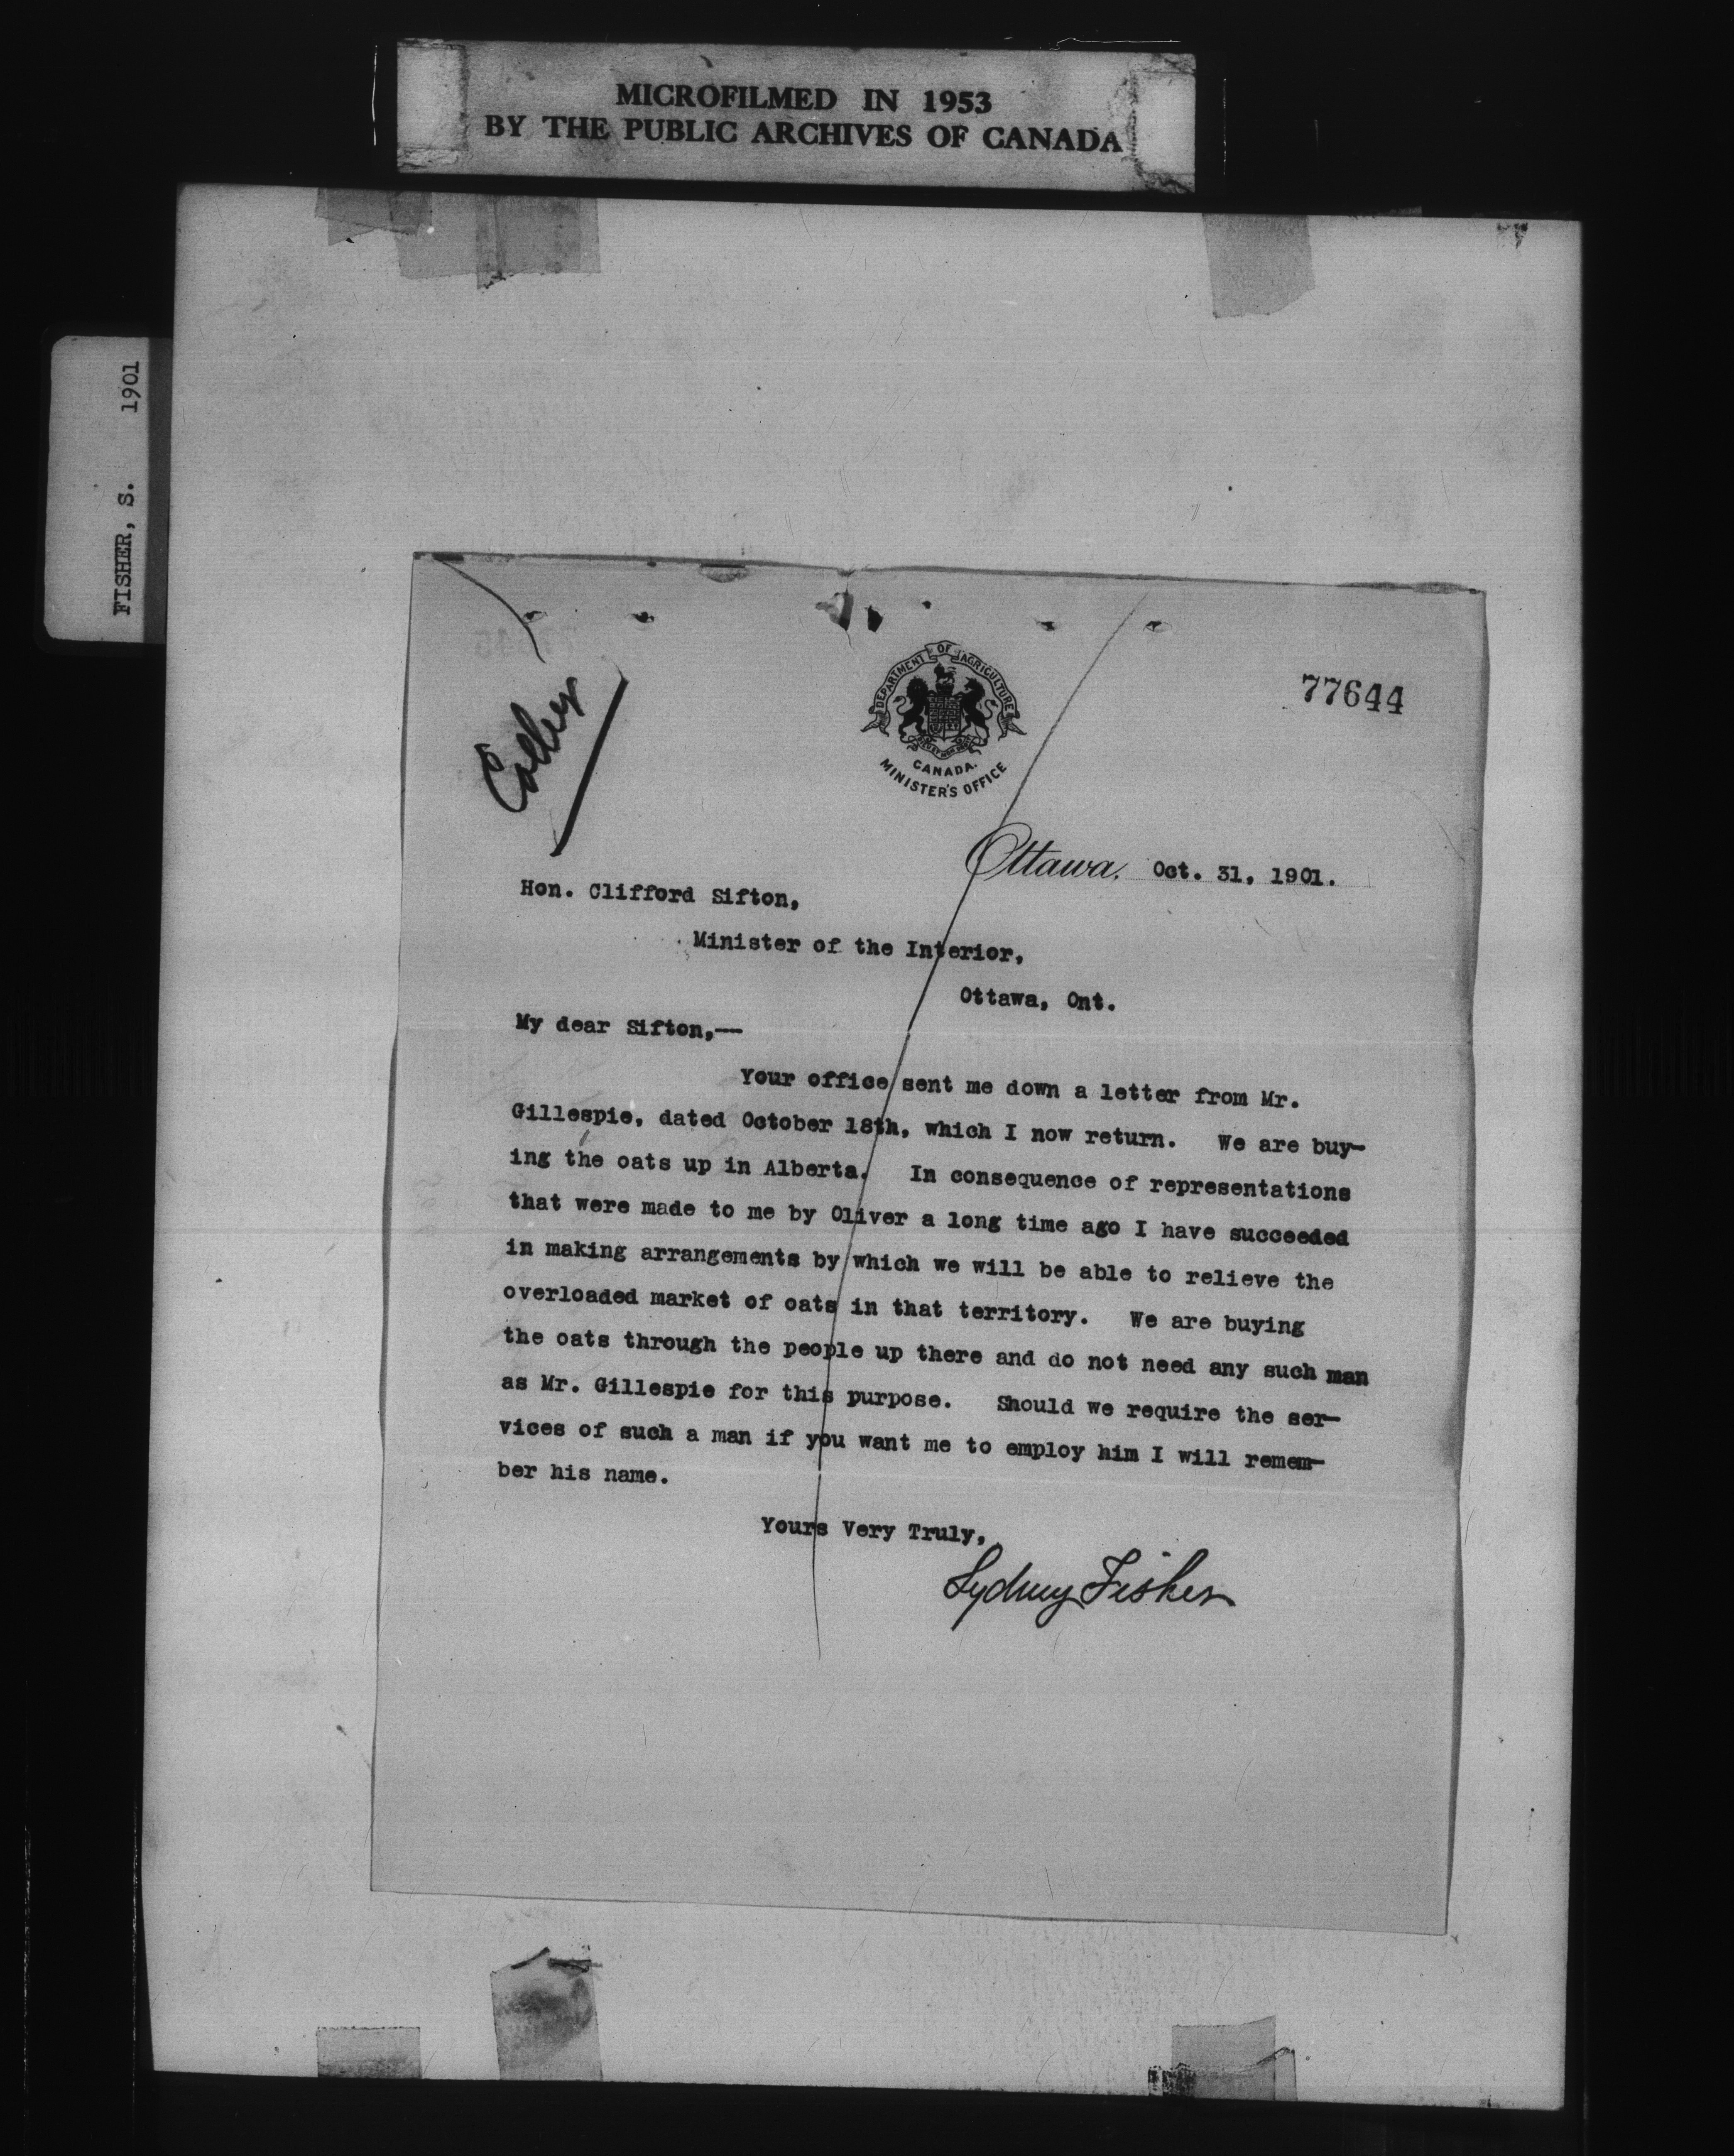 MICROFILMED IN 1953
BY THE PUBLIC ARCHIVES OF CANADA
FISHER, S. 1901
DEPARTMENT OF AGRICULTURE
CANADA.
MINISTER'S OFFICE
77644
Ottawa, Oct. 31, 1901.
Hon. Clifford Sifton,
Minister of the Interior,
Ottawa, Ont.
My dear Sifton,--
Your office sent me down a letter from Mr.
Gillespie, dated October 18th, which I now return. We are buy-
ing the oats up in Alberta. In consequence of representations
that were made to me by Oliver a long time ago I have succeeded
in making arrangements by which we will be able to relieve the
overloaded market of oats in that territory. We are buying
the oats through the people up there and do not need any such man
as Mr. Gillespie for this purpose. Should we require the ser-
vices of such a man if you want me to employ him I will remem-
ber his name.
Yours Very Truly,
Sydney Fisher